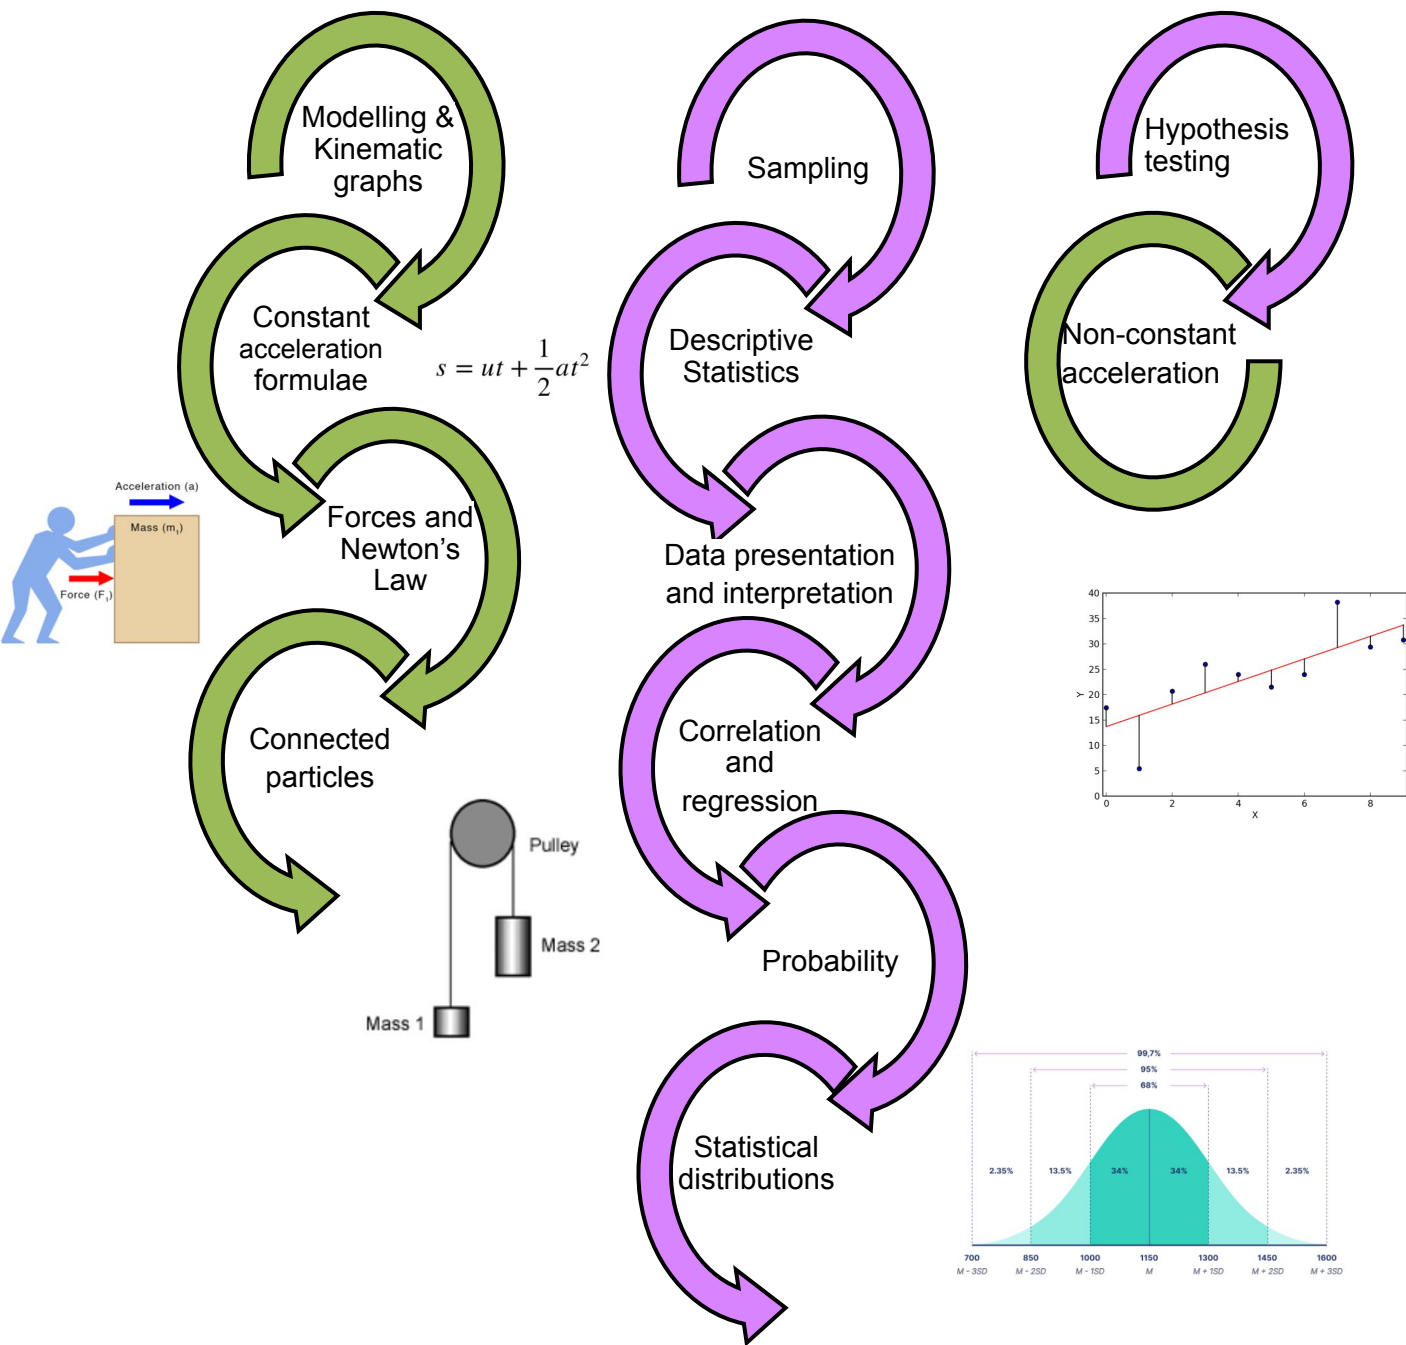 Modelling &
Kinematic
graphs
Constant
acceleration
formulae
s = ut + \frac{1}{2}at^2
Acceleration (a)
Mass (m₁)
Force (F₁)
Forces and
Newton's
Law
Connected
particles
Pulley
Mass 2
Mass 1
Sampling
Descriptive
Statistics
Data presentation
and interpretation
Correlation
and
regression
Probability
Statistical
distributions
Hypothesis
testing
Non-constant
acceleration
40
35
30
25
20
15
10
5
0
Y
0 2 4 6 8
X
99,7%
95%
68%
2.35% 13.5% 34% 34% 13.5% 2.35%
700 850 1000 1150 1300 1450 1600
M - 3SD M - 2SD M - 1SD M M + 1SD M + 2SD M + 3SD